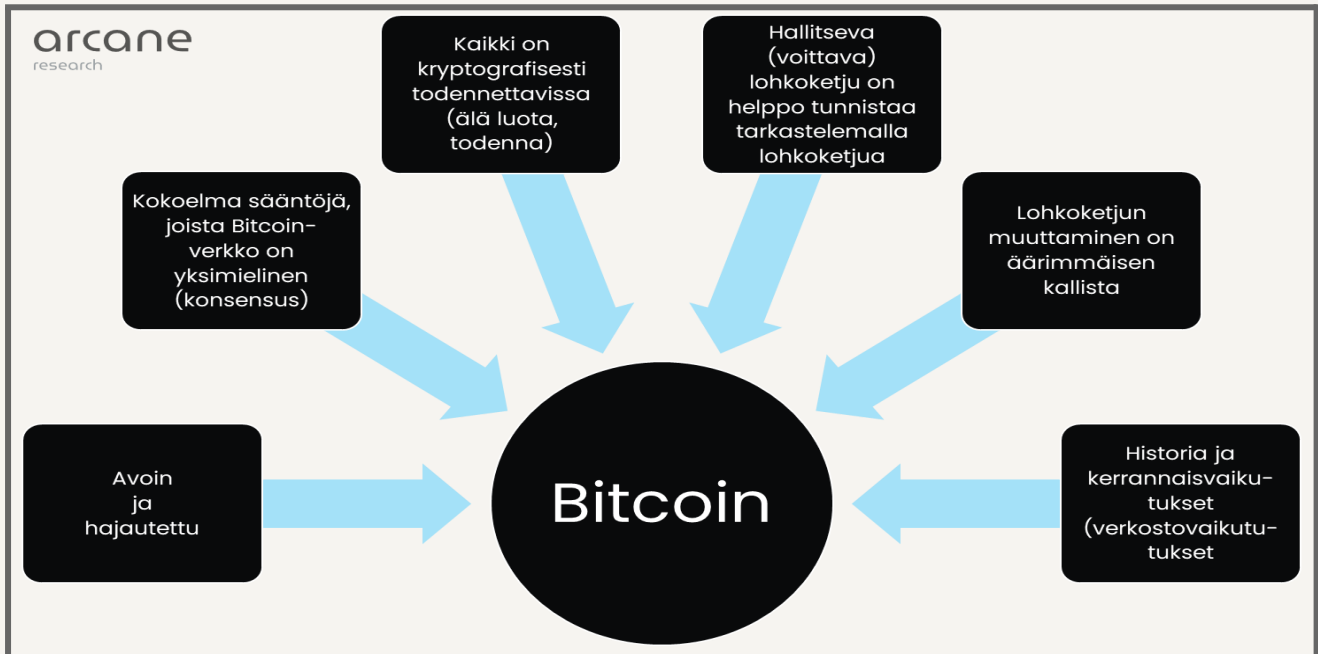 arcane
research
Kaikki on
kryptografisesti
todennettavissa
(älä luota,
todenna)
Hallitseva
(voittava)
lohkoketju on
helppo tunnistaa
tarkastelemalla
lohkoketjua
Kokoelma sääntöjä,
joista Bitcoin-
verkko on
yksimielinen
(konsensus)
Lohkoketjun
muuttaminen on
äärimmäisen
kallista
Avoin
ja
hajautettu
Bitcoin
Historia ja
kerrannaisvaiku-
tukset
(verkostovaikutu-
tukset